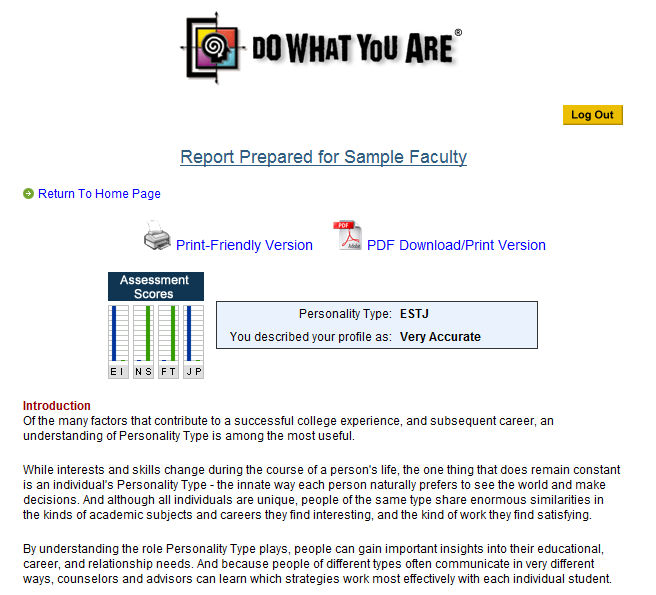 DO WHAT YOU ARE®
Log Out
Report Prepared for Sample Faculty
Return To Home Page
Print-Friendly Version
PDF
Adobe
PDF Download/Print Version
Assessment
Scores
E I N S F T J P
Personality Type: ESTJ
You described your profile as: Very Accurate
Introduction
Of the many factors that contribute to a successful college experience, and subsequent career, an
understanding of Personality Type is among the most useful.
While interests and skills change during the course of a person's life, the one thing that does remain constant
is an individual's Personality Type - the innate way each person naturally prefers to see the world and make
decisions. And although all individuals are unique, people of the same type share enormous similarities in
the kinds of academic subjects and careers they find interesting, and the kind of work they find satisfying.
By understanding the role Personality Type plays, people can gain important insights into their educational,
career, and relationship needs. And because people of different types often communicate in very different
ways, counselors and advisors can learn which strategies work most effectively with each individual student.